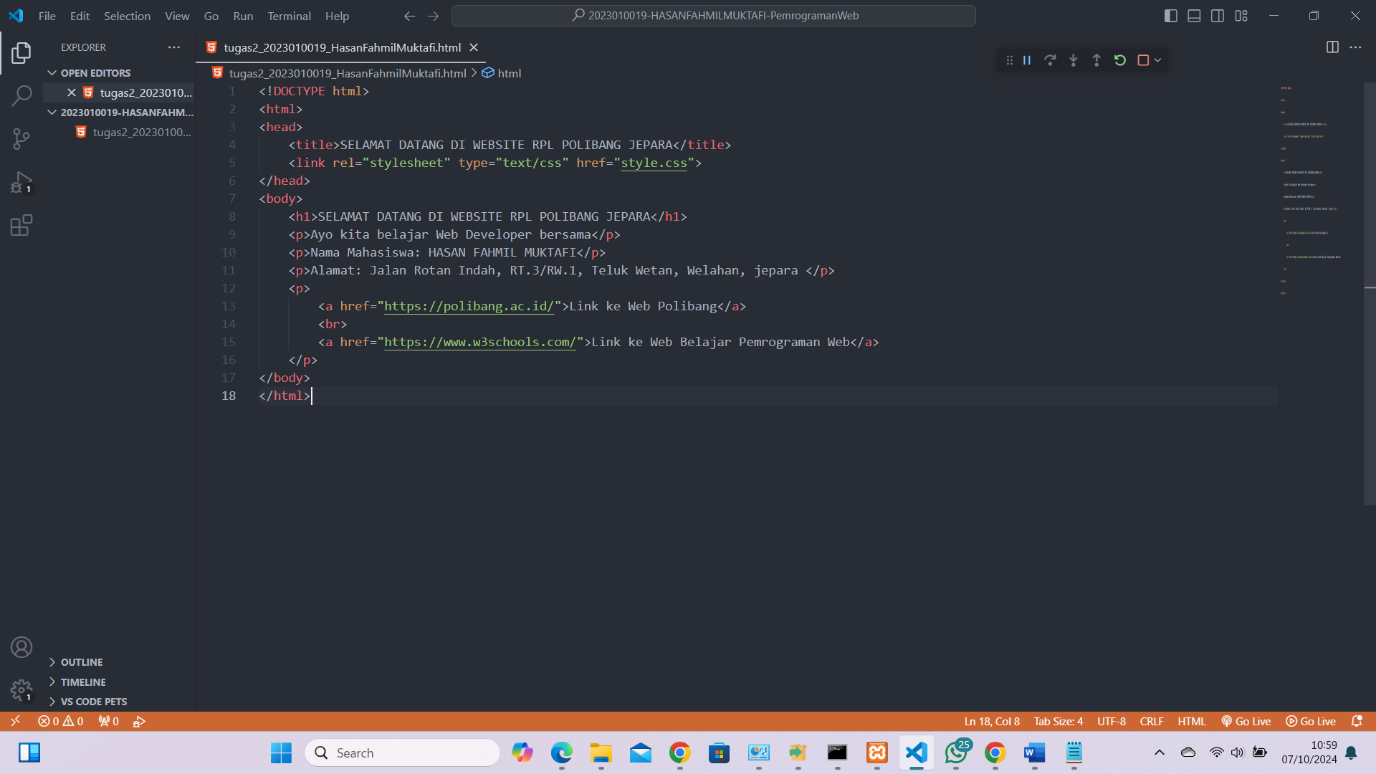 File Edit Selection View Go Run Terminal Help
2023010019-HASANFAHMILMUKTAFI-PemrogramanWeb
EXPLORER
OPEN EDITORS
tugas2_2023010...
2023010019-HASANFAHM...
tugas2_20230100...
OUTLINE
TIMELINE
VS CODE PETS
1
1
tugas2_2023010019_HasanFahmilMuktafi.html
tugas2_2023010019_HasanFahmilMuktafi.html > html
1 <!DOCTYPE html>
2 <html>
3 <head>
4     <title>SELAMAT DATANG DI WEBSITE RPL POLIBANG JEPARA</title>
5     <link rel="stylesheet" type="text/css" href="style.css">
6 </head>
7 <body>
8     <h1>SELAMAT DATANG DI WEBSITE RPL POLIBANG JEPARA</h1>
9     <p>Ayo kita belajar Web Developer bersama</p>
10     <p>Nama Mahasiswa: HASAN FAHMIL MUKTAFI</p>
11     <p>Alamat: Jalan Rotan Indah, RT.3/RW.1, Teluk Wetan, Welahan, jepara </p>
12     <p>
13         <a href="https://polibang.ac.id/">Link ke Web Polibang</a>
14         <br>
15         <a href="https://www.w3schools.com/">Link ke Web Belajar Pemrograman Web</a>
16     </p>
17 </body>
18 </html>
0 0 0
Ln 18, Col 8 Tab Size: 4 UTF-8 CRLF HTML Go Live Go Live
Search
25
10:59
07/10/2024